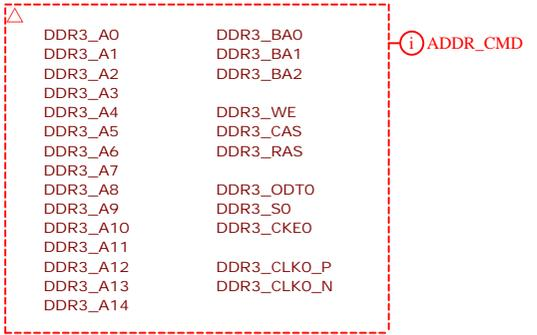 DDR3_A0 DDR3_BA0
DDR3_A1 DDR3_BA1
DDR3_A2 DDR3_BA2
DDR3_A3
DDR3_A4 DDR3_WE
DDR3_A5 DDR3_CAS
DDR3_A6 DDR3_RAS
DDR3_A7
DDR3_A8 DDR3_ODT0
DDR3_A9 DDR3_S0
DDR3_A10 DDR3_CKE0
DDR3_A11
DDR3_A12 DDR3_CLK0_P
DDR3_A13 DDR3_CLK0_N
DDR3_A14
i ADDR_CMD